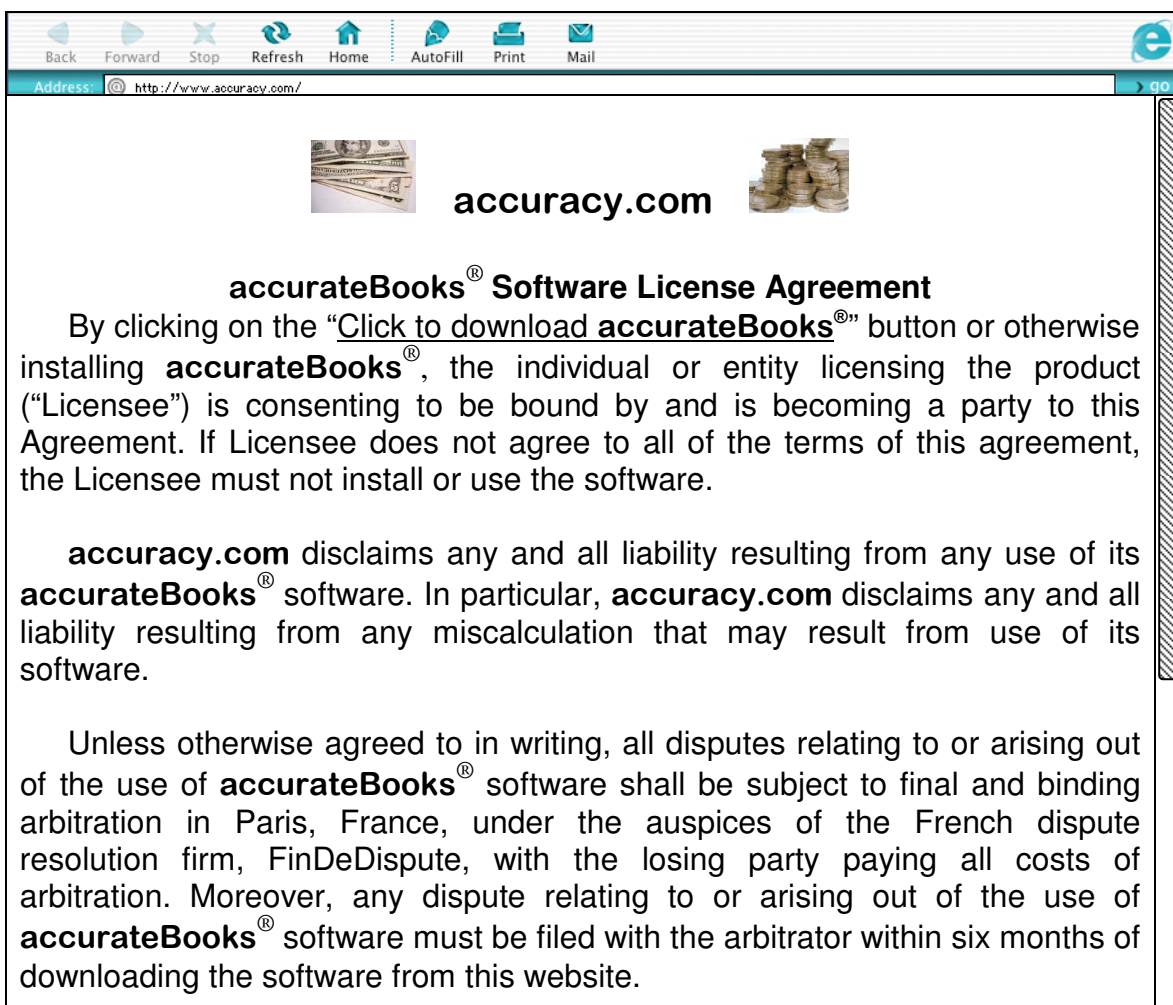 Back Forward Stop Refresh Home AutoFill Print Mail
Address: @ http://www.accuracy.com/ › go
accuracy.com
accurateBooks® Software License Agreement
By clicking on the “Click to download accurateBooks®” button or otherwise
installing accurateBooks®, the individual or entity licensing the product
(“Licensee”) is consenting to be bound by and is becoming a party to this
Agreement. If Licensee does not agree to all of the terms of this agreement,
the Licensee must not install or use the software.
accuracy.com disclaims any and all liability resulting from any use of its
accurateBooks® software. In particular, accuracy.com disclaims any and all
liability resulting from any miscalculation that may result from use of its
software.
Unless otherwise agreed to in writing, all disputes relating to or arising out
of the use of accurateBooks® software shall be subject to final and binding
arbitration in Paris, France, under the auspices of the French dispute
resolution firm, FinDeDispute, with the losing party paying all costs of
arbitration. Moreover, any dispute relating to or arising out of the use of
accurateBooks® software must be filed with the arbitrator within six months of
downloading the software from this website.